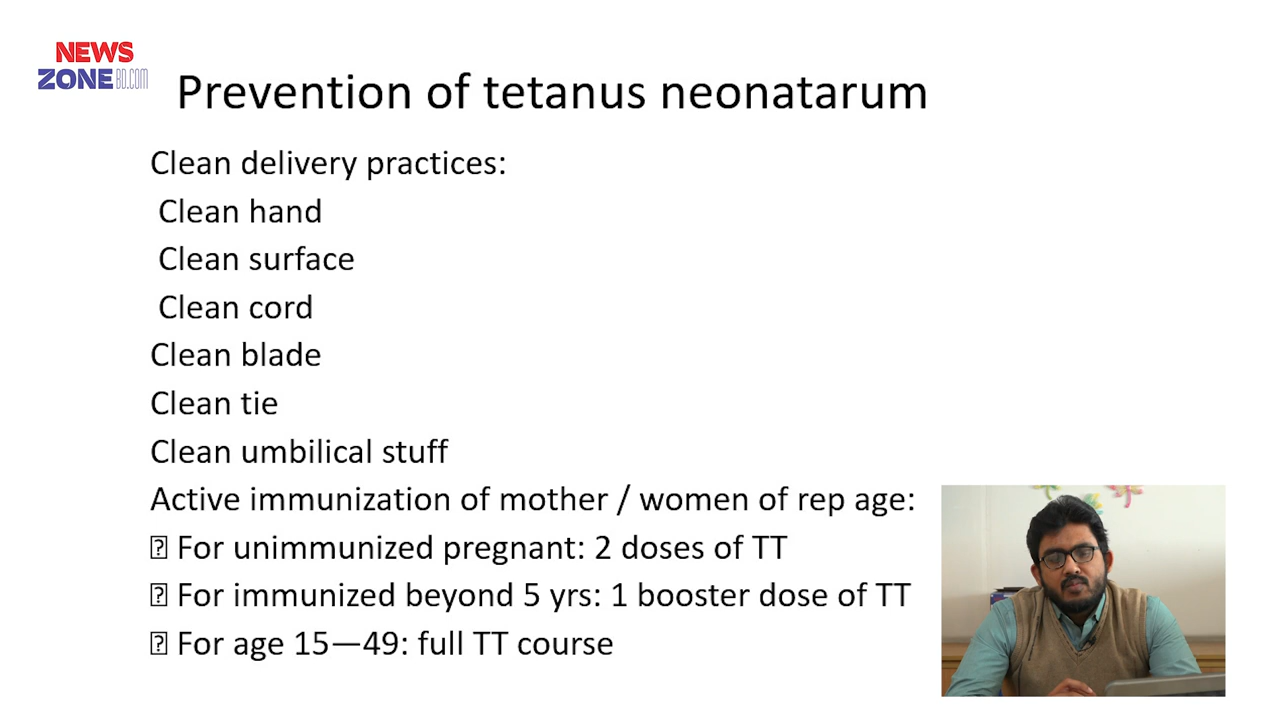 NEWS
ZONE BD.COM
Prevention of tetanus neonatarum
Clean delivery practices:
Clean hand
Clean surface
Clean cord
Clean blade
Clean tie
Clean umbilical stuff
Active immunization of mother / women of rep age:
For unimmunized pregnant: 2 doses of TT
For immunized beyond 5 yrs: 1 booster dose of TT
For age 15—49: full TT course